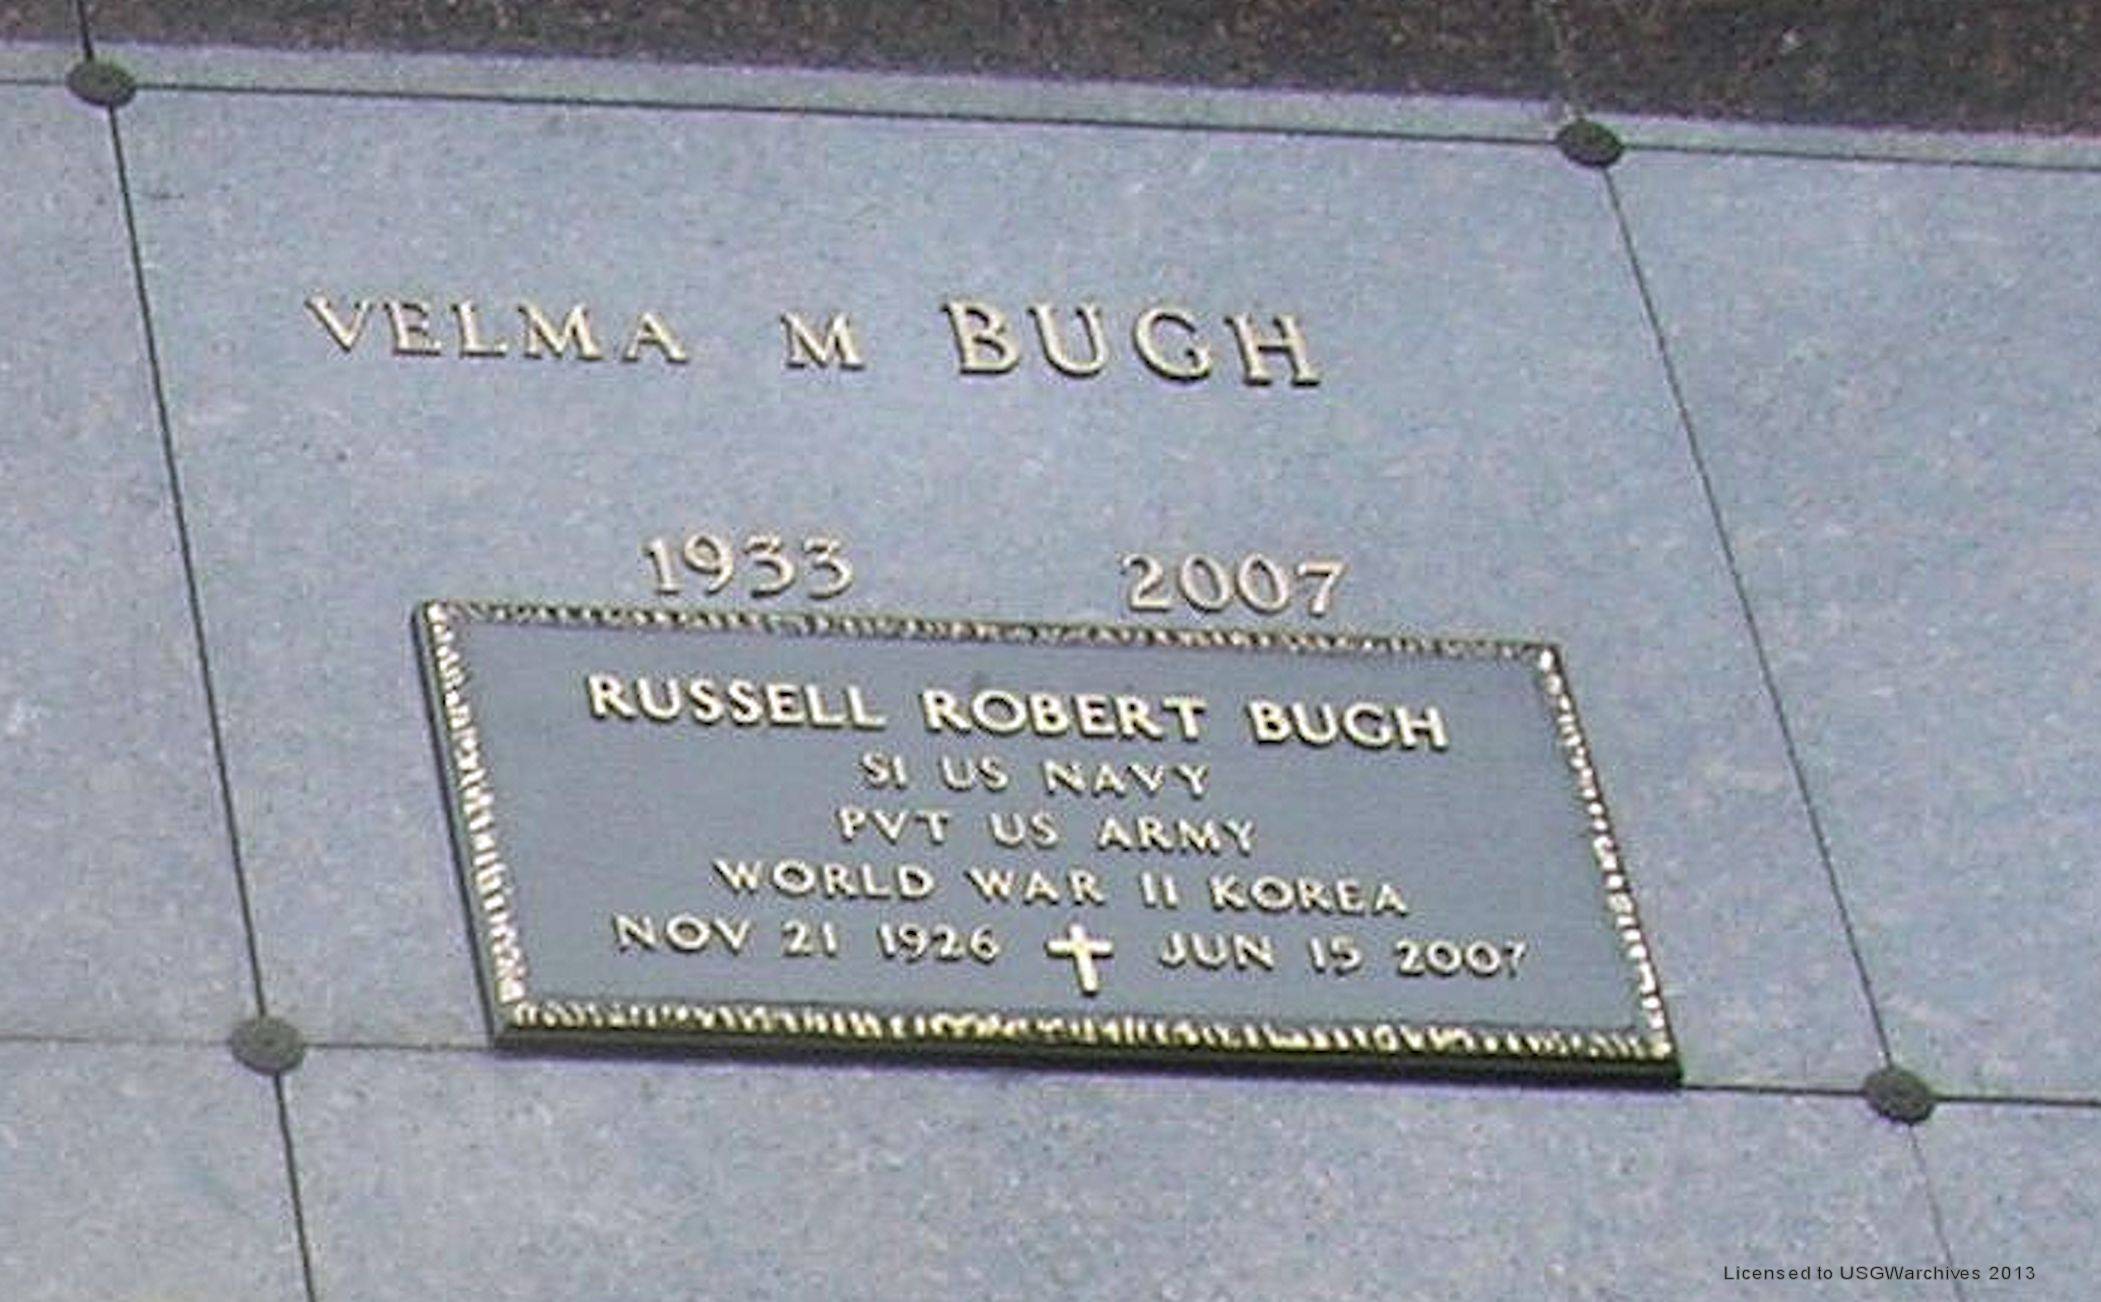 VELMA M BUGH
1933 2007
RUSSELL ROBERT BUGH
S1 US NAVY
PVT US ARMY
WORLD WAR II KOREA
NOV 21 1926 JUN 15 2007
Licensed to USGWarchives 2013